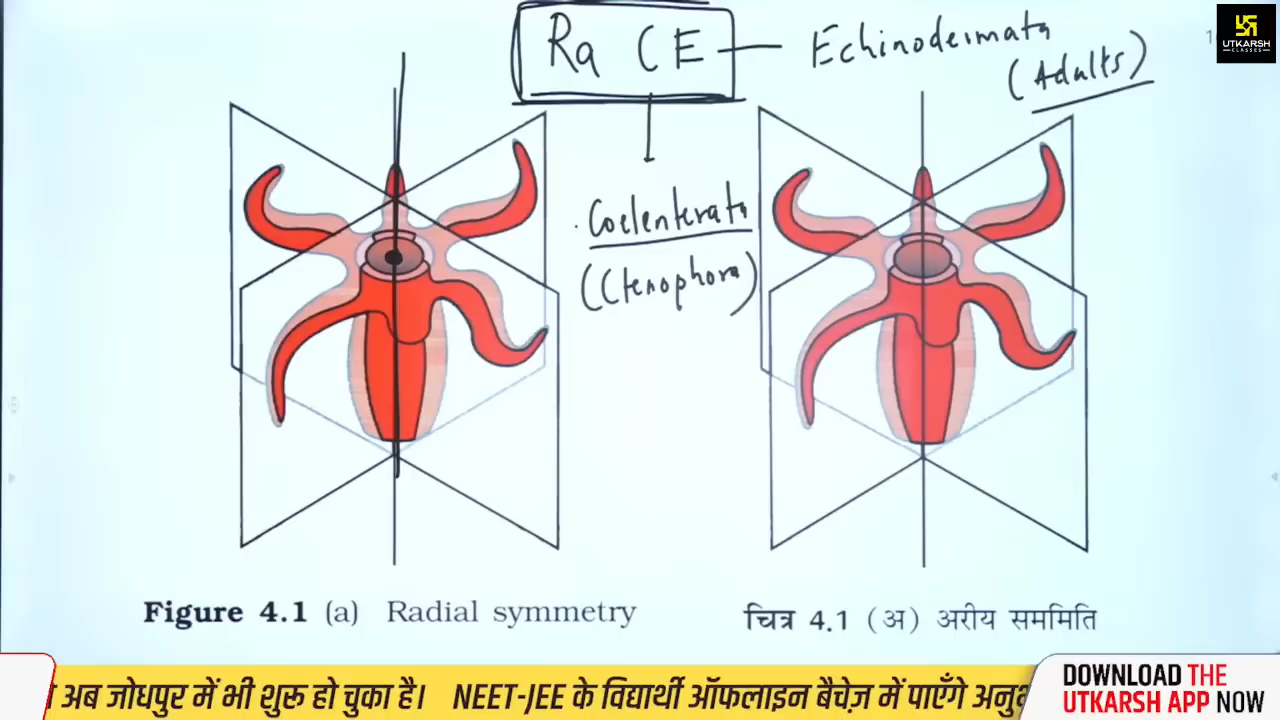 Ra C E — Echinodermata
(Adults)
UTKARSH
CLASSES
Coelenterata
(Ctenophora)
Figure 4.1 (a) Radial symmetry
चित्र 4.1 (अ) अरीय सममिति
अब जोधपुर में भी शुरू हो चुका है। NEET-JEE के विद्यार्थी ऑफलाइन बैचेज़ में पाएँगे
DOWNLOAD THE
UTKARSH APP NOW